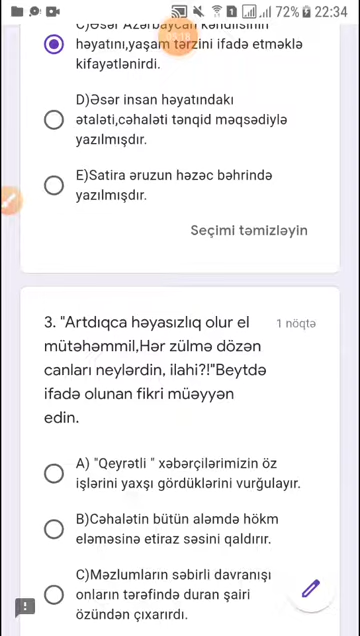 72% 22:34
C)Əsər Azərbaycan kəndlisinin
həyatını,yaşam tərzini ifadə etməklə
kifayətlənirdi.
D)Əsər insan həyatındakı
ətaləti,cəhaləti tənqid məqsədiylə
yazılmışdır.
E)Satira əruzun həzəc bəhrində
yazılmışdır.
Seçimi təmizləyin
3. "Artdıqca həyasızlıq olur el
1 nöqtə
mütəhəmmil,Hər zülmə dözən
canları neylərdin, ilahi?!"Beytdə
ifadə olunan fikri müəyyən
edin.
A) "Qeyrətli " xəbərçilərimizin öz
işlərini yaxşı gördüklərini vurğulayır.
B)Cəhalətin bütün aləmdə hökm
eləməsinə etiraz səsini qaldırır.
C)Məzlumların səbirli davranışı
onların tərəfində duran şairi
özündən çıxarırdı.